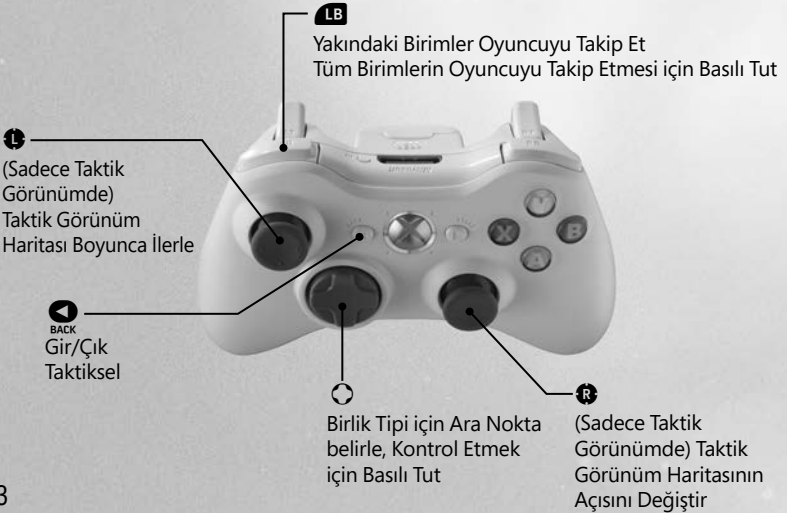 LB
Yakındaki Birimler Oyuncuyu Takip Et
Tüm Birimlerin Oyuncuyu Takip Etmesi için Basılı Tut
L
(Sadece Taktik
Görünümde)
Taktik Görünüm
Haritası Boyunca İlerle
Y
X
B
A
BACK
Gir/Çık
Taktiksel
Birlik Tipi için Ara Nokta
belirle, Kontrol Etmek
için Basılı Tut
R
(Sadece Taktik
Görünümde) Taktik
Görünüm Haritasının
Açısını Değiştir
3